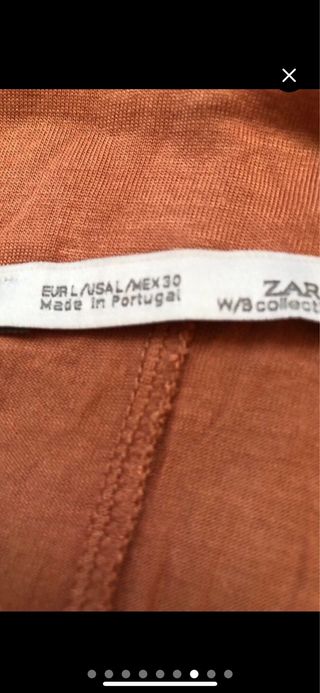 EUR L/USA L/MEX 30
Made in Portugal
ZAR
W/B collect